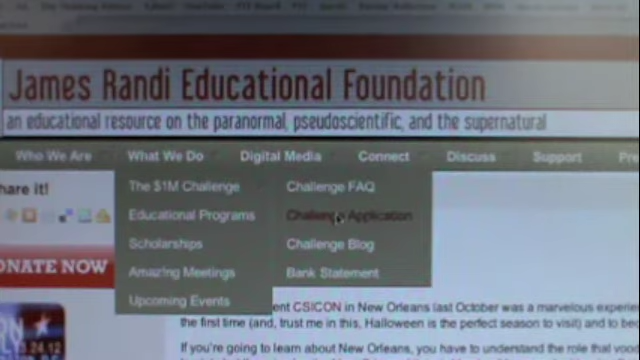 James Randi Educational Foundation
an educational resource on the paranormal, pseudoscientific, and the supernatural
Who We Are What We Do Digital Media Connect Discuss Support Pre
hare it!
The $1M Challenge Challenge FAQ
Educational Programs Challenge Application
Scholarships Challenge Blog
ONATE NOW
Amazing Meetings Bank Statement
Upcoming Events
ent CSICON in New Orleans last October was a marvelous experie
the first time (and, trust me in this, Halloween is the perfect season to visit) and to be
If you're going to learn about New Orleans, you have to understand the role that